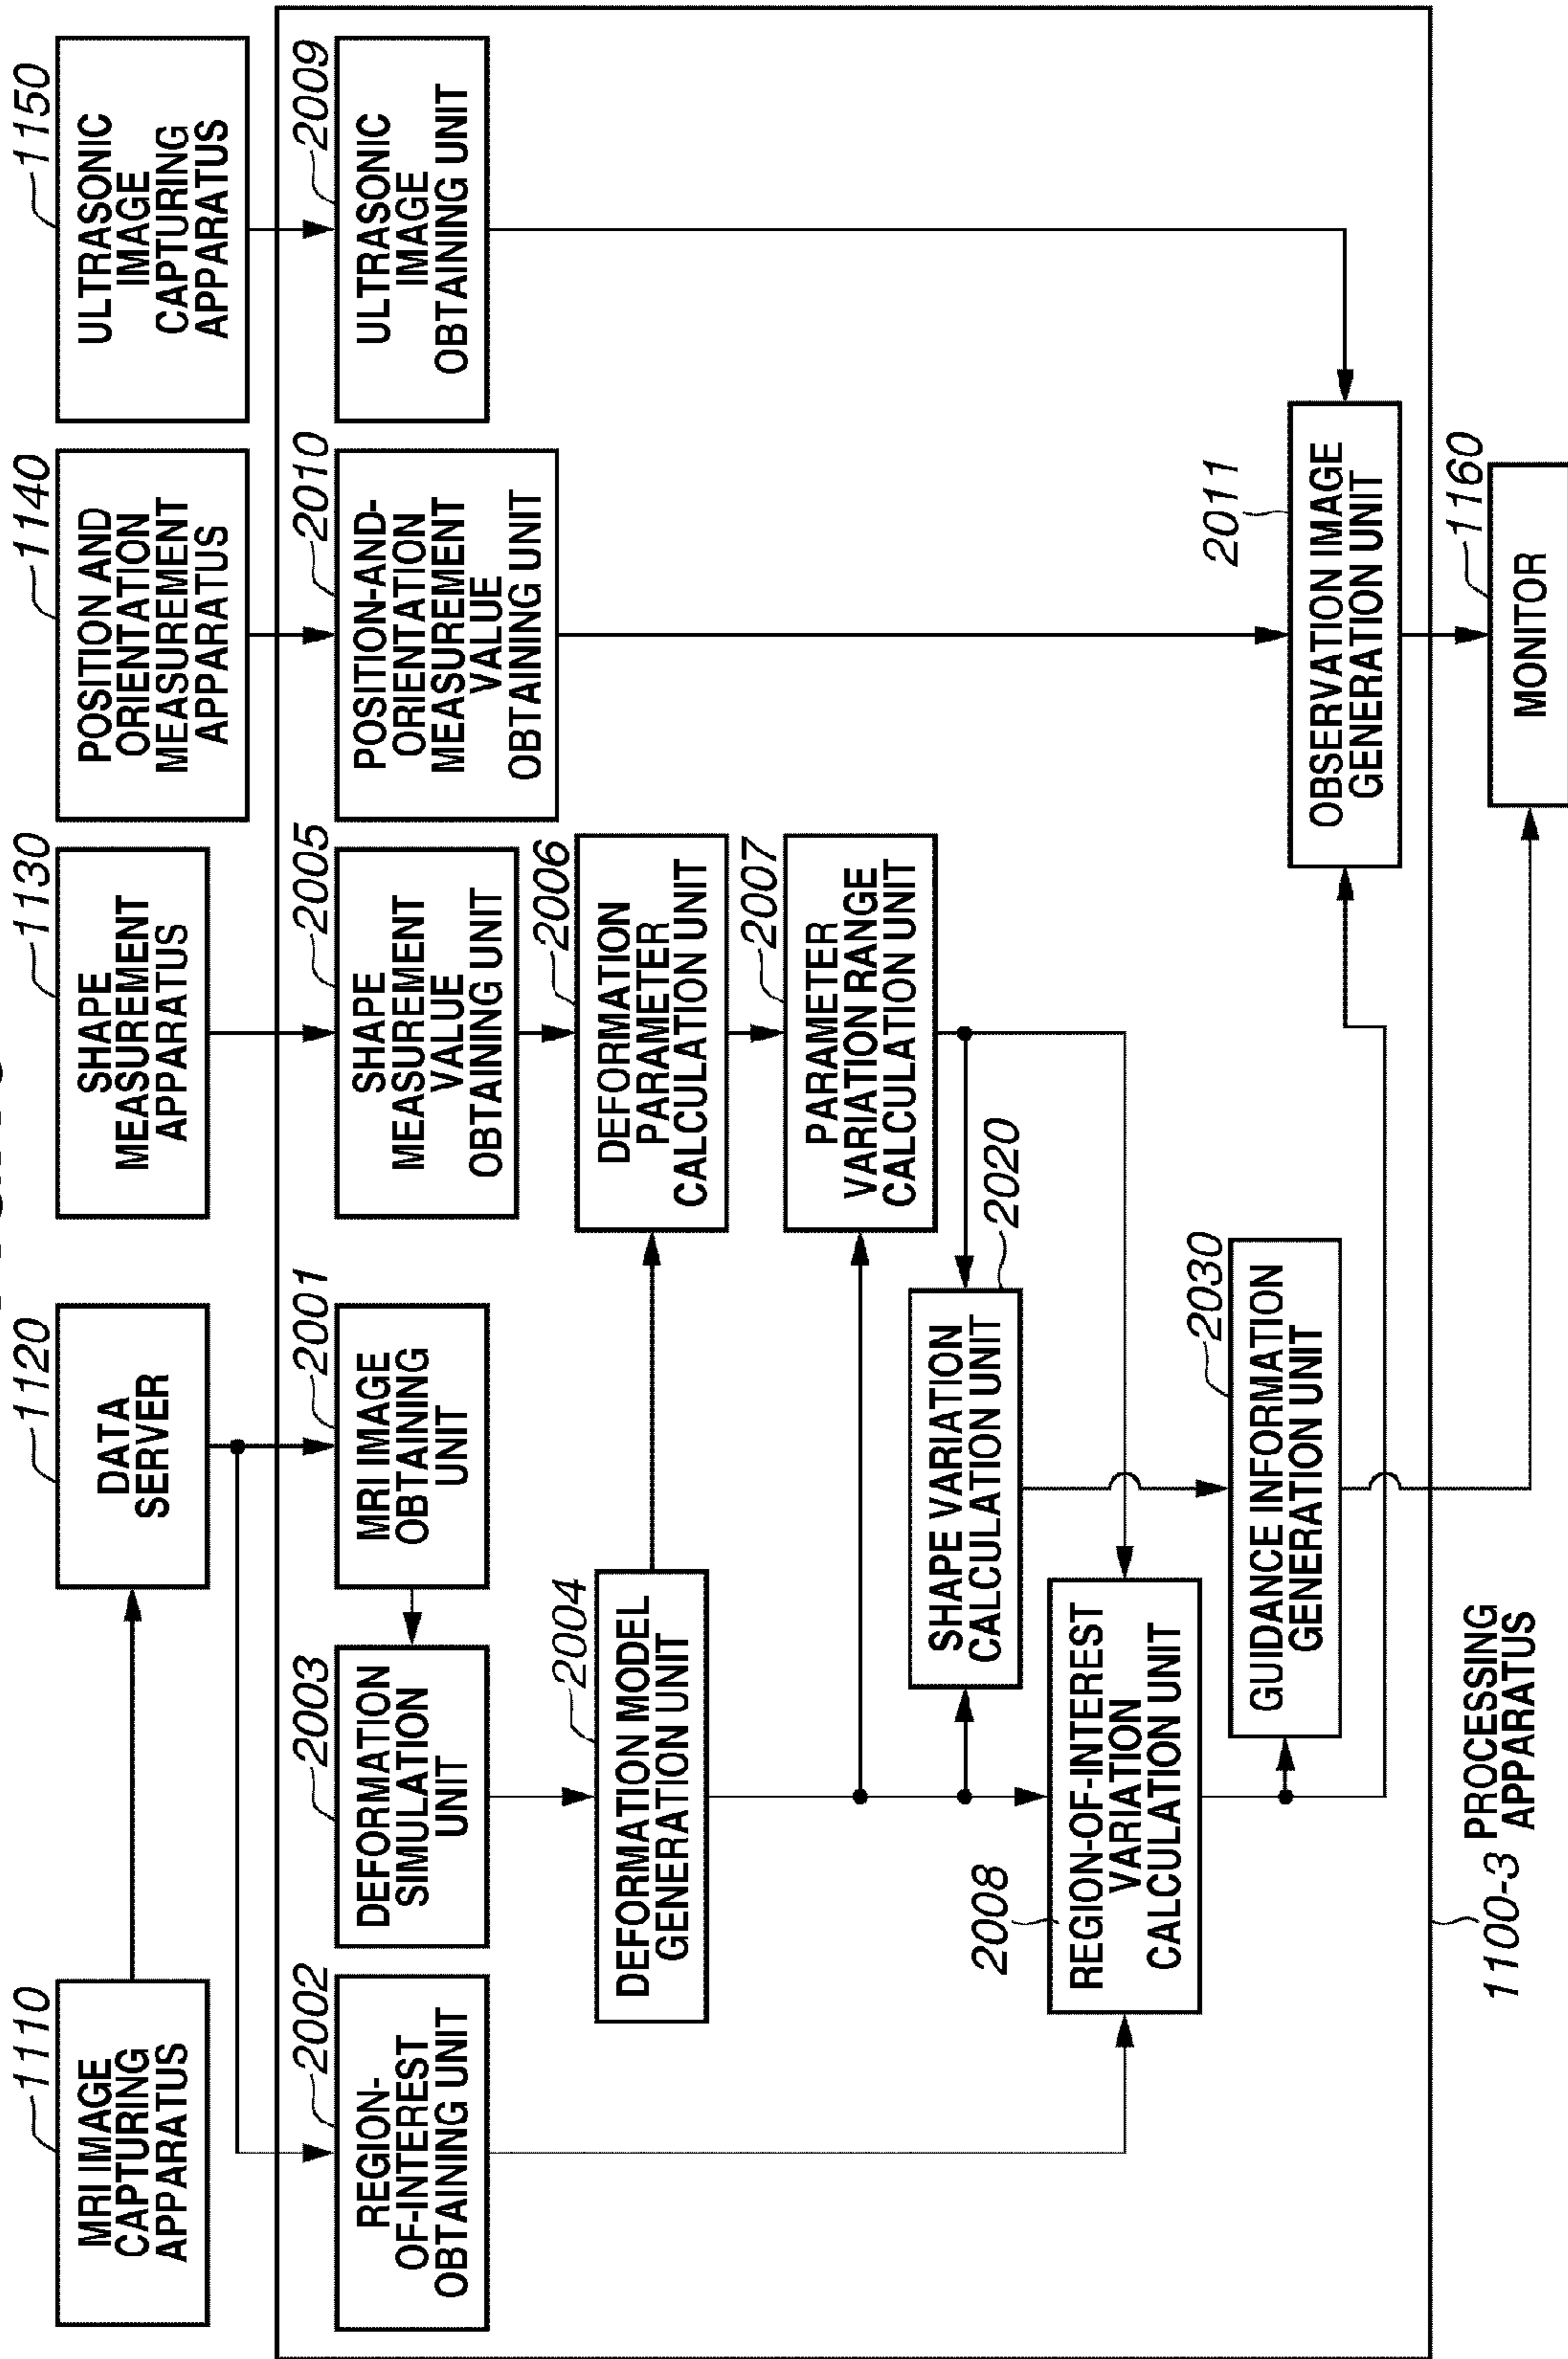 1110
MRI IMAGE
CAPTURING
APPARATUS
1120
DATA
SERVER
1130
SHAPE
MEASUREMENT
APPARATUS
1140
POSITION AND
ORIENTATION
MEASUREMENT
APPARATUS
1150
ULTRASONIC
IMAGE
CAPTURING
APPARATUS
2002
REGION-
OF-INTEREST
OBTAINING UNIT
2003
DEFORMATION
SIMULATION
UNIT
2001
MRI IMAGE
OBTAINING
UNIT
2005
SHAPE
MEASUREMENT
VALUE
OBTAINING UNIT
2010
POSITION-AND-
ORIENTATION
MEASUREMENT
VALUE
OBTAINING UNIT
2009
ULTRASONIC
IMAGE
OBTAINING UNIT
2004
DEFORMATION MODEL
GENERATION UNIT
2006
DEFORMATION
PARAMETER
CALCULATION UNIT
2007
PARAMETER
VARIATION RANGE
CALCULATION UNIT
2020
SHAPE VARIATION
CALCULATION UNIT
2008
REGION-OF-INTEREST
VARIATION
CALCULATION UNIT
2030
GUIDANCE INFORMATION
GENERATION UNIT
2011
OBSERVATION IMAGE
GENERATION UNIT
1100-3
PROCESSING
APPARATUS
1160
MONITOR